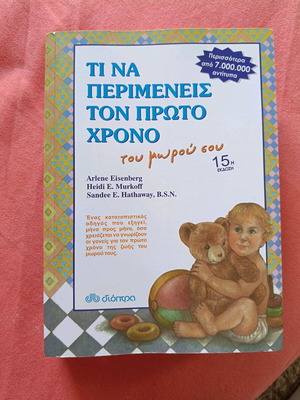 Περισσότερα
από 7.000.000
αντίτυπα
ΤΙ ΝΑ
ΠΕΡΙΜΕΝΕΙΣ
ΤΟΝ ΠΡΩΤΟ
ΧΡΟΝΟ
του μωρού σου
15η
ΕΚΔΟΣΗ
Arlene Eisenberg
Heidi E. Murkoff
Sandee E. Hathaway, B.S.N.
Ένας κατατοπιστικός
οδηγός που εξηγεί,
μήνα προς μήνα, όσα
χρειάζεται να γνωρίζουν
οι γονείς για τον πρώτο
χρόνο της ζωής του
μωρού τους.
διόπτρα